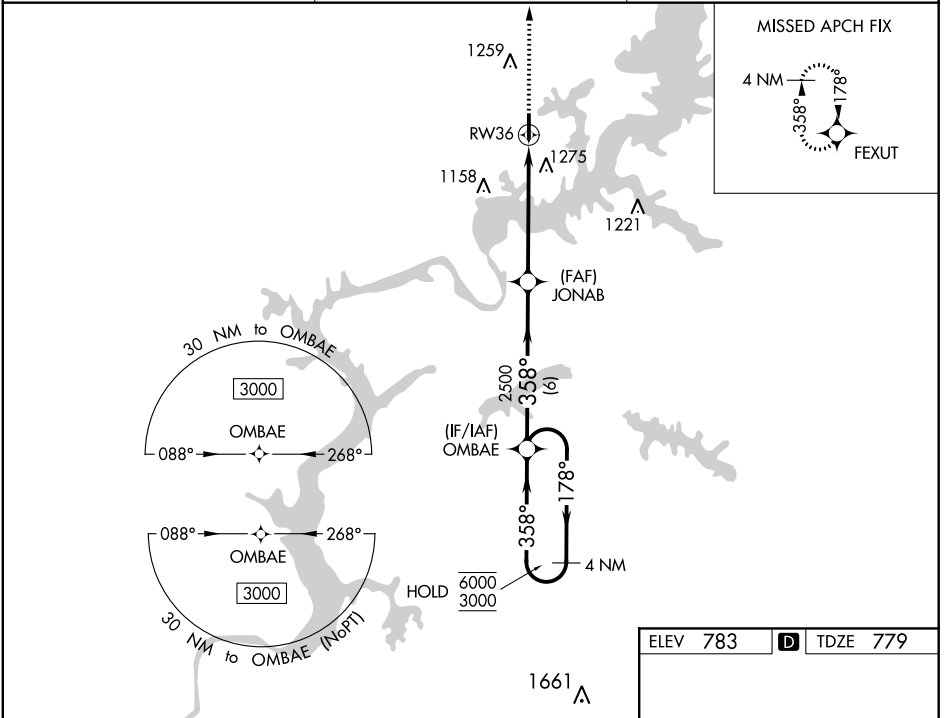 MISSED APCH FIX
4 NM
178°
358°
FEXUT
1259
RW36
1275
1158
1221
(FAF)
JONAB
30 NM to OMBAE
3000
OMBAE
088°
268°
2500
358°
(6)
(IF/IAF)
OMBAE
178°
358°
4 NM
HOLD
6000
3000
088°
268°
OMBAE
3000
30 NM to OMBAE (NoPT)
1661
ELEV 783 D TDZE 779